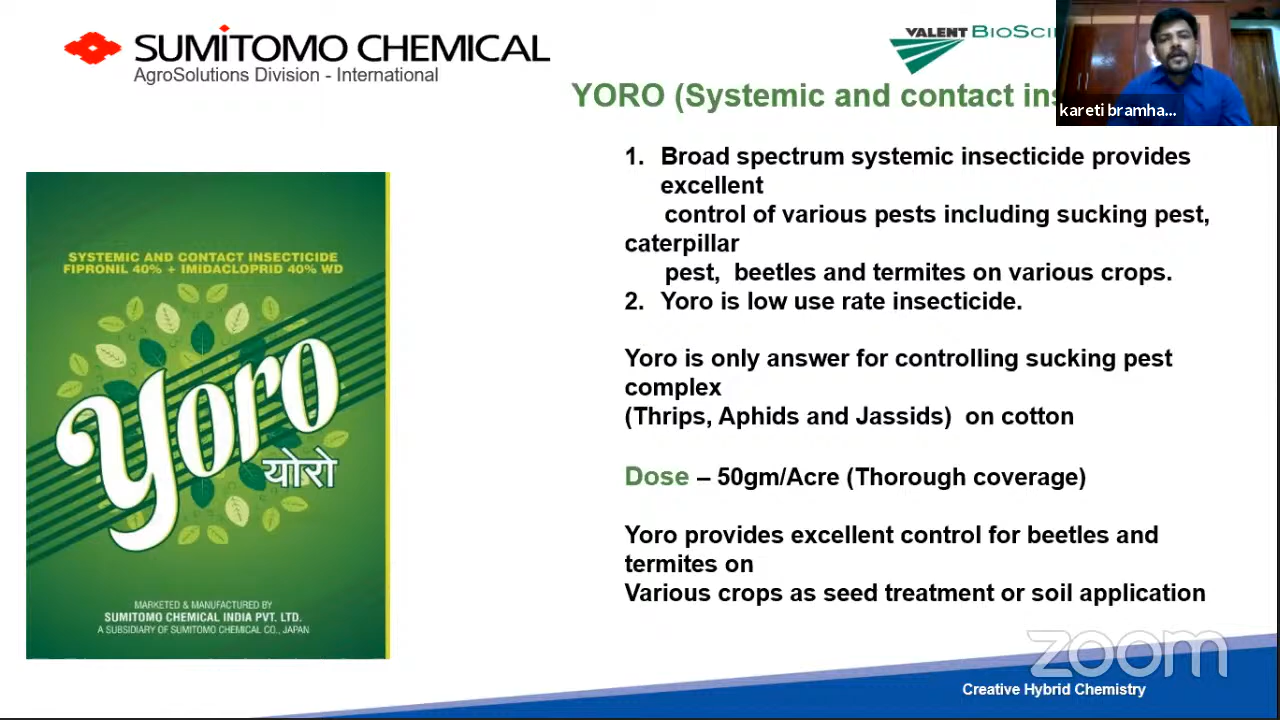 SUMITOMO CHEMICAL
AgroSolutions Division - International
VALENT
YORO (Systemic and contact
kareti bramha...
1. Broad spectrum systemic insecticide provides
excellent
control of various pests including sucking pest,
caterpillar
pest, beetles and termites on various crops.
2. Yoro is low use rate insecticide.
Yoro is only answer for controlling sucking pest
complex
(Thrips, Aphids and Jassids) on cotton
Dose – 50gm/Acre (Thorough coverage)
Yoro provides excellent control for beetles and
termites on
Various crops as seed treatment or soil application
SYSTEMIC AND CONTACT INSECTICIDE
FIPRONIL 40% + IMIDACLOPRID 40% WD
yoro
योरो
MARKETED & MANUFACTURED BY
SUMITOMO CHEMICAL INDIA PVT. LTD.
A SUBSIDIARY OF SUMITOMO CHEMICAL CO., JAPAN
zoom
Creative Hybrid Chemistry